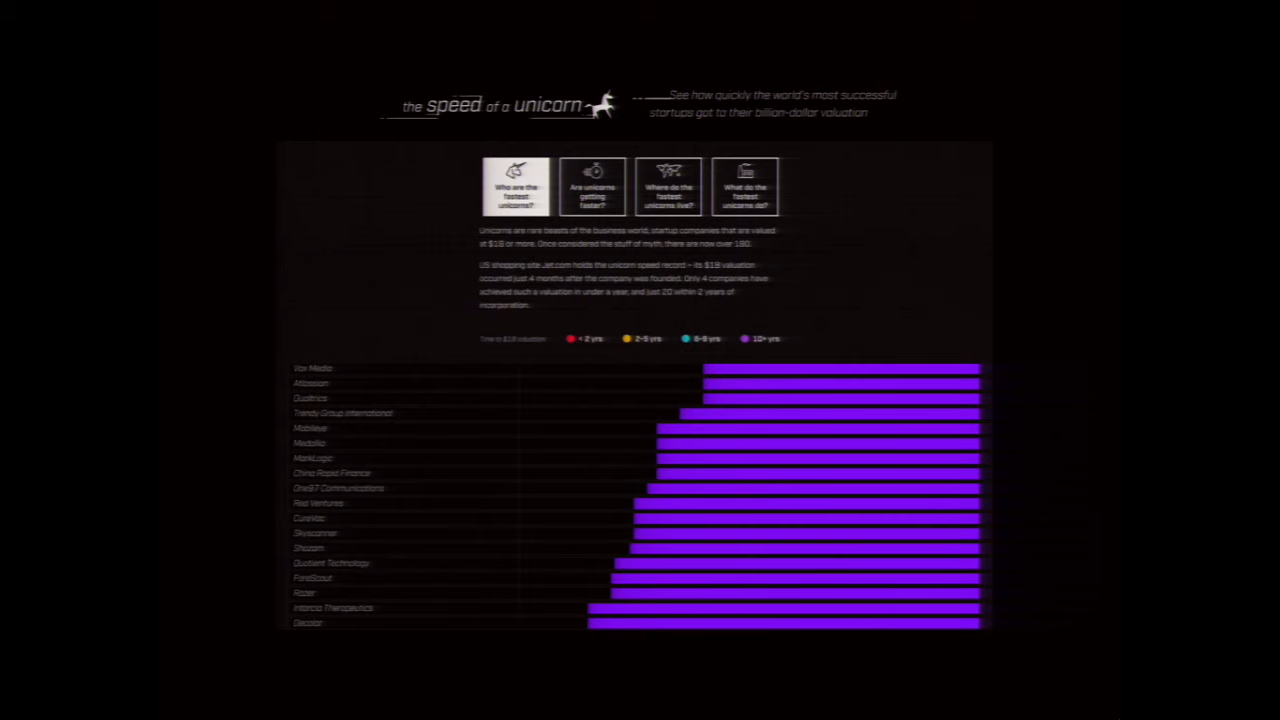 the speed of a unicorn
See how quickly the world's most successful
startups got to their billion-dollar valuation
Who are the
fastest
unicorns?
Are unicorns
getting
faster?
Where do the
fastest
unicorns live?
What do the
fastest
unicorns do?
Unicorns are rare beasts of the business world, startup companies that are valued
at $1B or more. Once considered the stuff of myth, there are now over 180.
US shopping site Jet.com holds the unicorn speed record – its $1B valuation
occurred just 4 months after the company was founded. Only 4 companies have
achieved such a valuation in under a year, and just 20 within 2 years of
incorporation.
Time to $1B valuation
< 2 yrs
2-5 yrs
6-9 yrs
10+ yrs
Vox Media
Atlassian
Qualtrics
Trendy Group International
Mobileye
Medallia
MarkLogic
China Rapid Finance
One97 Communications
Red Ventures
CureVac
Skyscanner
Shazam
Quotient Technology
ForeScout
Razer
Intarcia Therapeutics
Decolar